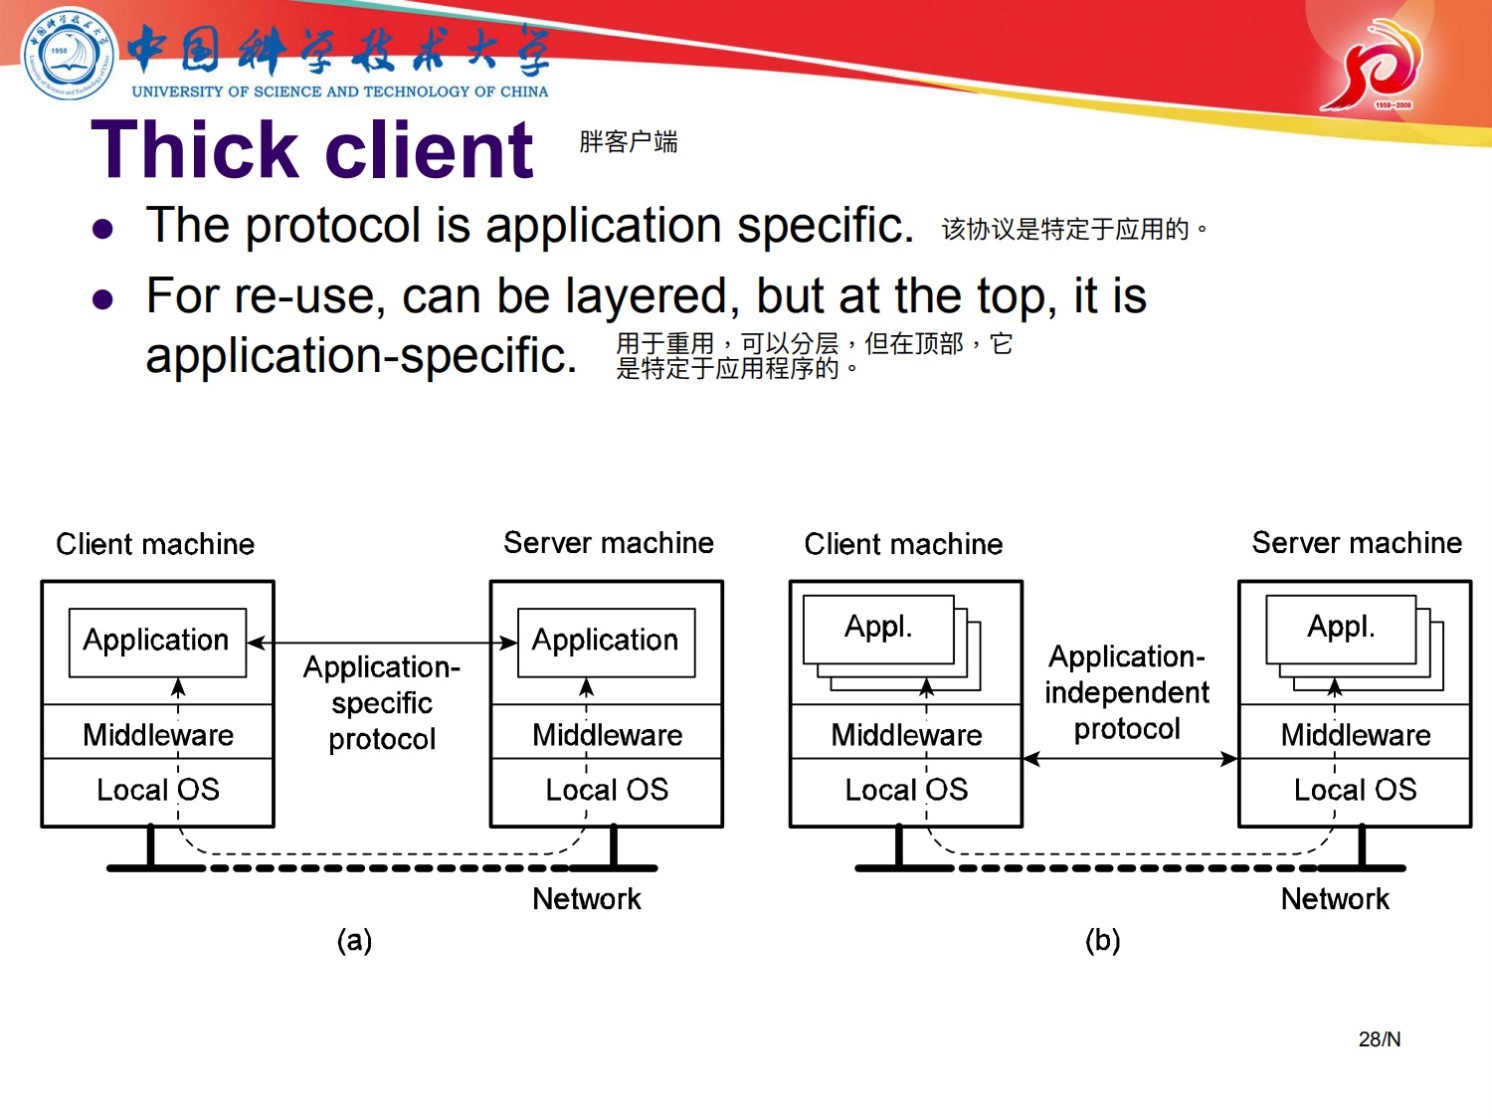 中国科学技术大学
UNIVERSITY OF SCIENCE AND TECHNOLOGY OF CHINA
1958
1958-2008
Thick client 胖客户端
The protocol is application specific. 该协议是特定于应用的。
For re-use, can be layered, but at the top, it is
application-specific. 用于重用，可以分层，但在顶部，它
是特定于应用程序的。
Client machine
Server machine
Application
Application
Application-
specific
protocol
Middleware
Middleware
Local OS
Local OS
Network
(a)
Client machine
Server machine
Appl.
Appl.
Application-
independent
protocol
Middleware
Middleware
Local OS
Local OS
Network
(b)
28/N